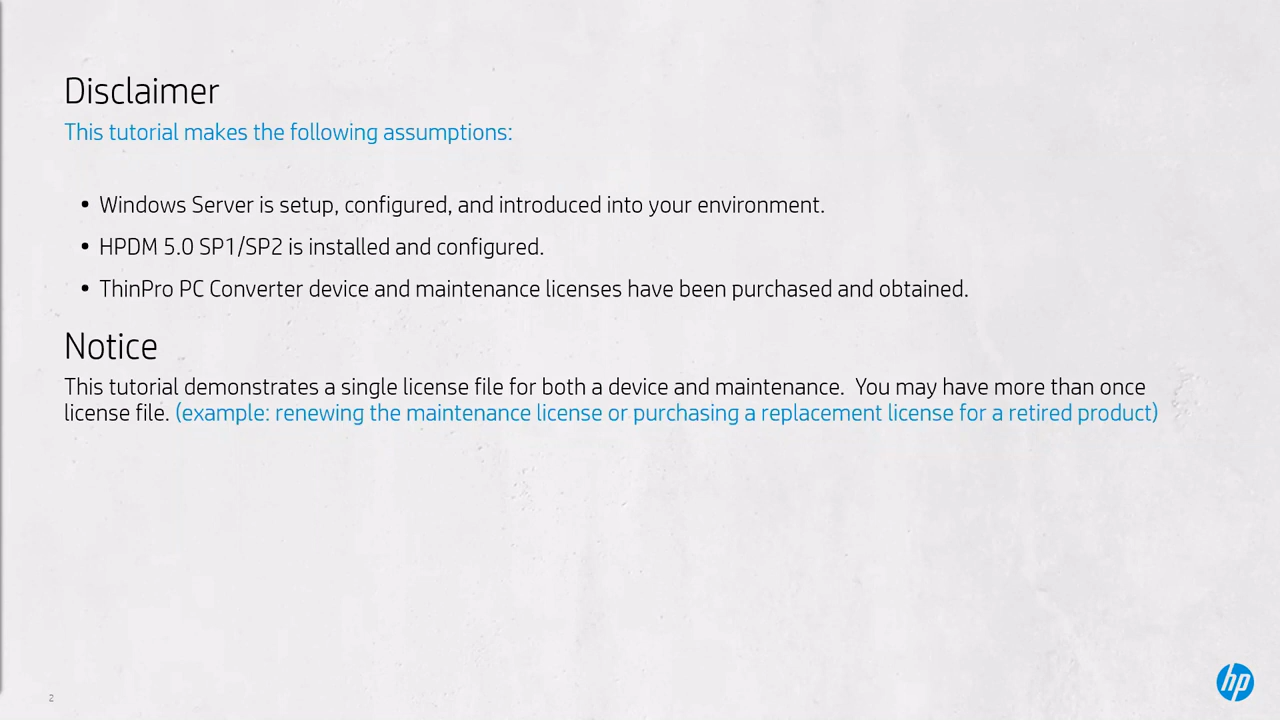 Disclaimer
This tutorial makes the following assumptions:
• Windows Server is setup, configured, and introduced into your environment.
• HPDM 5.0 SP1/SP2 is installed and configured.
• ThinPro PC Converter device and maintenance licenses have been purchased and obtained.
Notice
This tutorial demonstrates a single license file for both a device and maintenance.  You may have more than once
license file. (example: renewing the maintenance license or purchasing a replacement license for a retired product)
2
hp